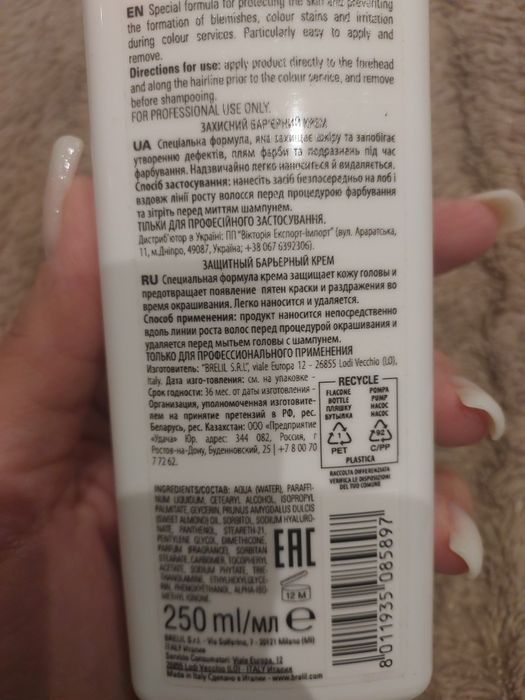 EN Special formula for protecting the skin and preventing
the formation of blemishes, colour stains and irritation
during colour services. Particularly easy to apply and
remove.
Directions for use: apply product directly to the forehead
and along the hairline prior to the colour service, and remove
before shampooing.
FOR PROFESSIONAL USE ONLY.
ЗАХИСНИЙ БАР'ЄРНИЙ КРЕМ
UA Спеціальна формула, яка захищає шкіру та запобігає
утворенню дефектів, плям фарби та подразнань під час
фарбування. Надзвичайно легко наноситься й видаляється.
Спосіб застосування: нанесіть засіб безпосередньо на лоб і
вздовж лінії росту волосся перед процедурою фарбування
та зітріть перед миттям шампунем.
ТІЛЬКИ ДЛЯ ПРОФЕСІЙНОГО ЗАСТОСУВАННЯ.
Дистриб'ютор в Україні: ПП "Вікторія Експорт-Імпорт" (вул. Араратська,
11, м.Дніпро, 49087, Україна; +38 067 6392306).
ЗАЩИТНЫЙ БАРЬЕРНЫЙ КРЕМ
RU Специальная формула крема защищает кожу головы и
предотвращает появление пятен краски и раздражения во
время окрашивания. Легко наносится и удаляется.
Способ применения: продукт наносится непосредственно
вдоль линии роста волос перед процедурой окрашивания и
удаляется перед мытьем головы с шампунем.
ТОЛЬКО ДЛЯ ПРОФЕССИОНАЛЬНОГО ПРИМЕНЕНИЯ
Изготовитель: "BRELIL S.R.L", viale Europa 12 – 26855 Lodi Vecchio (LO),
Italy. Дата изго-товления: см. на упаковке -
Срок годности: 36 мес. от даты изготовления -
Организация, уполномоченная изготовите-
лем на принятие претензий в РФ, рес.
Беларусь, рес. Казахстан: ООО «Предприятие
«Удача» Юр. адрес: 344 082, Россия, г
Ростов-на-Дону, Буденновский, 25 | +7 8 00 70
7 72 62.
RECYCLE
FLACONE
BOTTLE
ПЛЯШКУ
БУТЫЛКА
POMPA
PUMP
НАСОС
НАСОС
1
PET
92
C/PP
PLASTICA
RACCOLTA DIFFERENZIATA
VERIFICA LE DISPOSIZIONI
DEL TUO COMUNE
INGREDIENTS/СОСТАВ: AQUA (WATER), PARAFFI-
NUM LIQUIDUM, CETEARYL ALCOHOL, ISOPROPYL
PALMITATE, GLYCERIN, PRUNUS AMYGDALUS DULCIS
(SWEET ALMOND) OIL, SORBITOL, SODIUM HYALURO-
NATE, PANTHENOL, STEARETH-21,
PENTYLENE GLYCOL, DIMETHICONE,
PARFUM (FRAGRANCE), SORBITAN
STEARATE, CARBOMER, TOCOPHERYL
ACETATE, SODIUM PHYTATE, TRIE-
THANOLAMINE, ETHYLHEXYLGLYCE-
RIN, PHENOXYETHANOL, ALPHA-ISO-
METHYL IONONE.
EAC
12 M
250 ml/мл e
BRELIL S.r.l. - Via Solferino, 7 - 20121 Milano (MI)
ITALY Италия
Servizio Consumatori: Viale Europa, 12
26855 Lodi Vecchio (LO) - ITALY Италия
Made in Italy Сделано в Италии - www.brelil.com
8 011935 085897